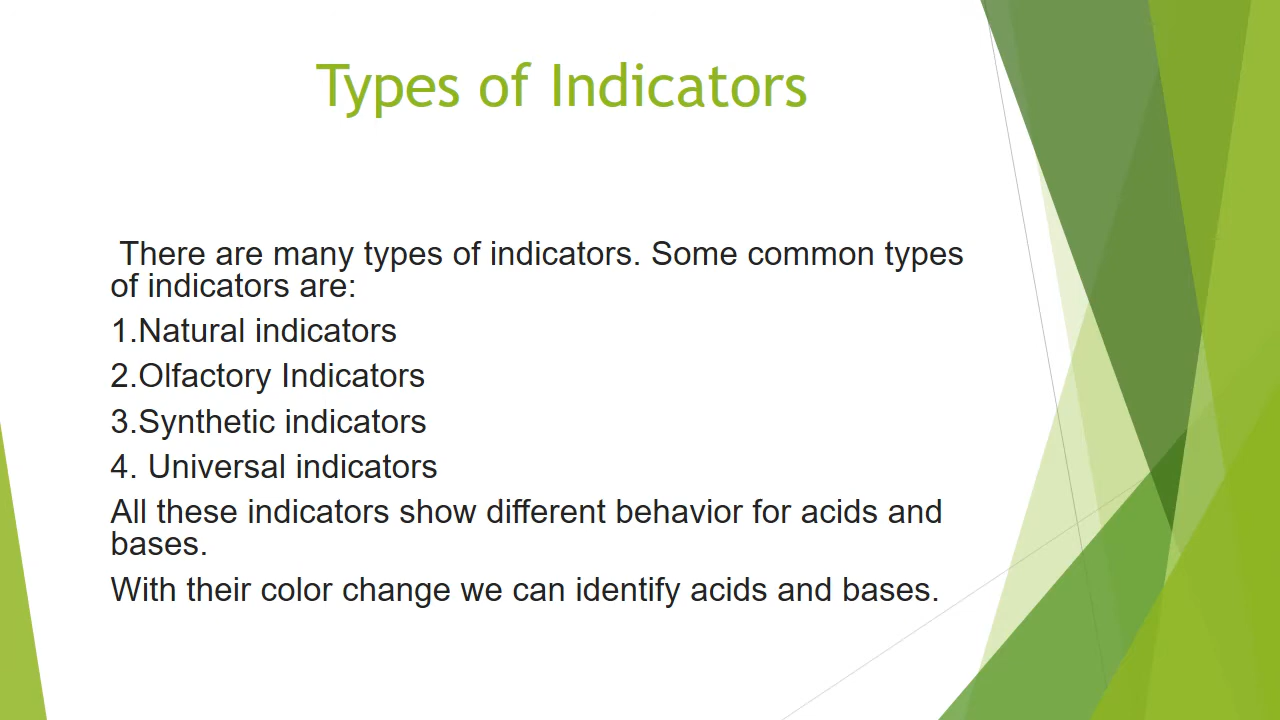 Types of Indicators
There are many types of indicators. Some common types
of indicators are:
1.Natural indicators
2.Olfactory Indicators
3.Synthetic indicators
4. Universal indicators
All these indicators show different behavior for acids and
bases.
With their color change we can identify acids and bases.